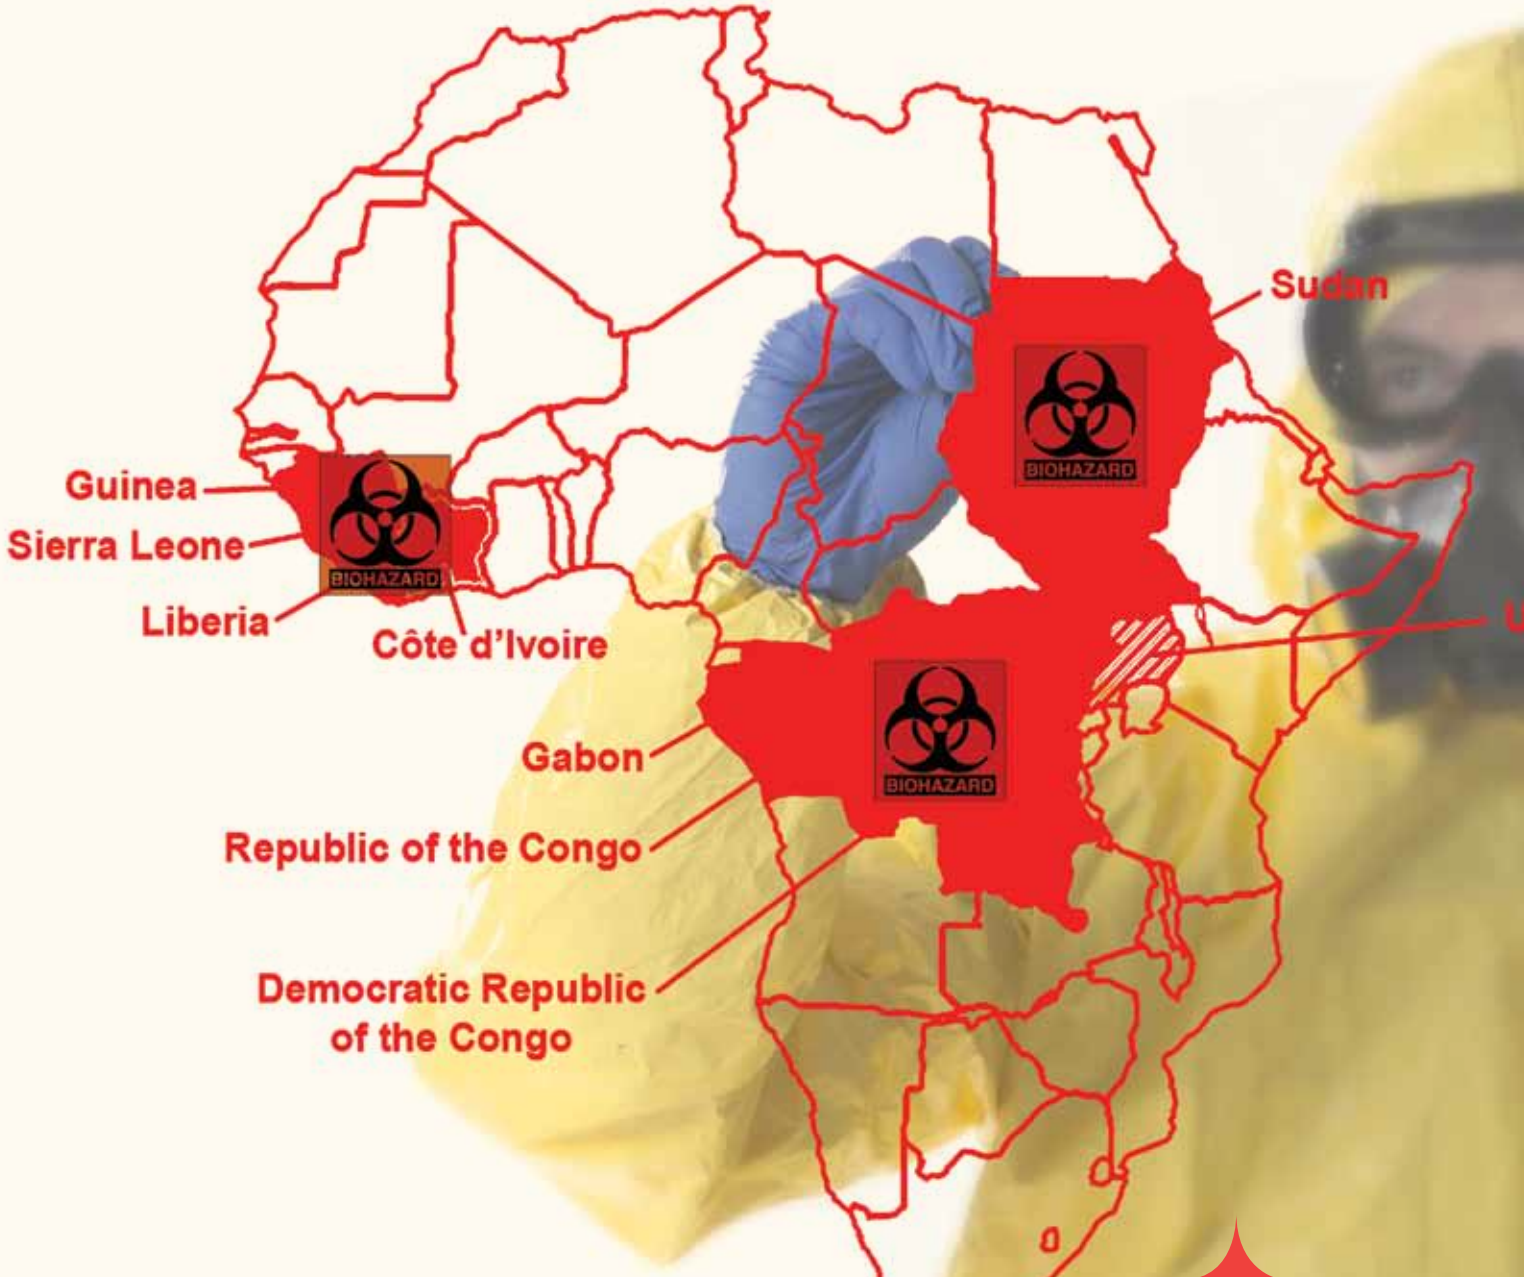 Sudan
BIOHAZARD
Guinea
BIOHAZARD
Sierra Leone
Liberia
Côte d’Ivoire
U
Gabon
BIOHAZARD
Republic of the Congo
Democratic Republic
of the Congo